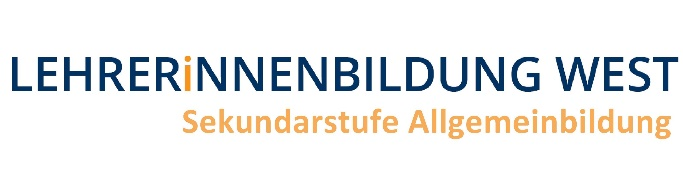 LEHRERiNNENBILDUNG WEST
Sekundarstufe Allgemeinbildung